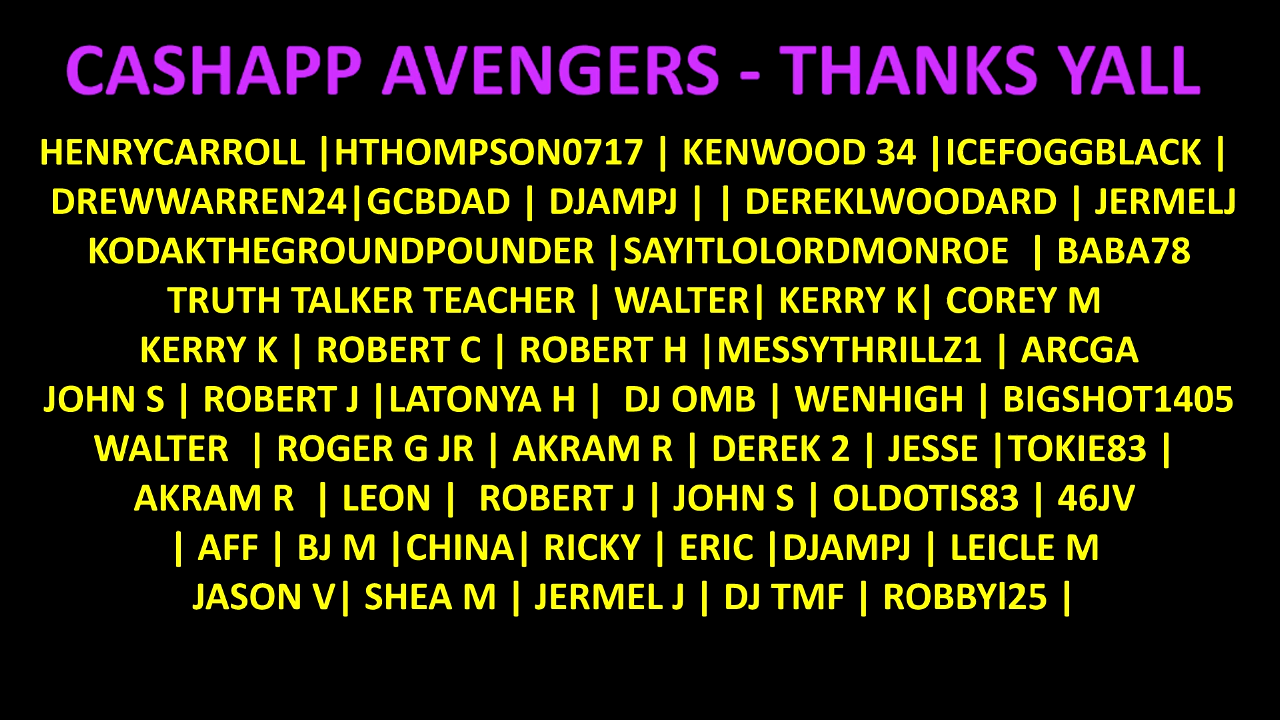 CASHAPP AVENGERS - THANKS YALL
HENRYCARROLL |HTHOMPSON0717 | KENWOOD 34 |ICEFOGGBLACK |
DREWWARREN24|GCBDAD | DJAMPJ | | DEREKLWOODARD | JERMELJ
KODAKTHEGROUNDPOUNDER |SAYITLOLORDMONROE | BABA78
TRUTH TALKER TEACHER | WALTER| KERRY K| COREY M
KERRY K | ROBERT C | ROBERT H |MESSYTHRILLZ1 | ARCGA
JOHN S | ROBERT J |LATONYA H | DJ OMB | WENHIGH | BIGSHOT1405
WALTER | ROGER G JR | AKRAM R | DEREK 2 | JESSE |TOKIE83 |
AKRAM R | LEON | ROBERT J | JOHN S | OLDOTIS83 | 46JV
| AFF | BJ M |CHINA| RICKY | ERIC |DJAMPJ | LEICLE M
JASON V| SHEA M | JERMEL J | DJ TMF | ROBBYl25 |